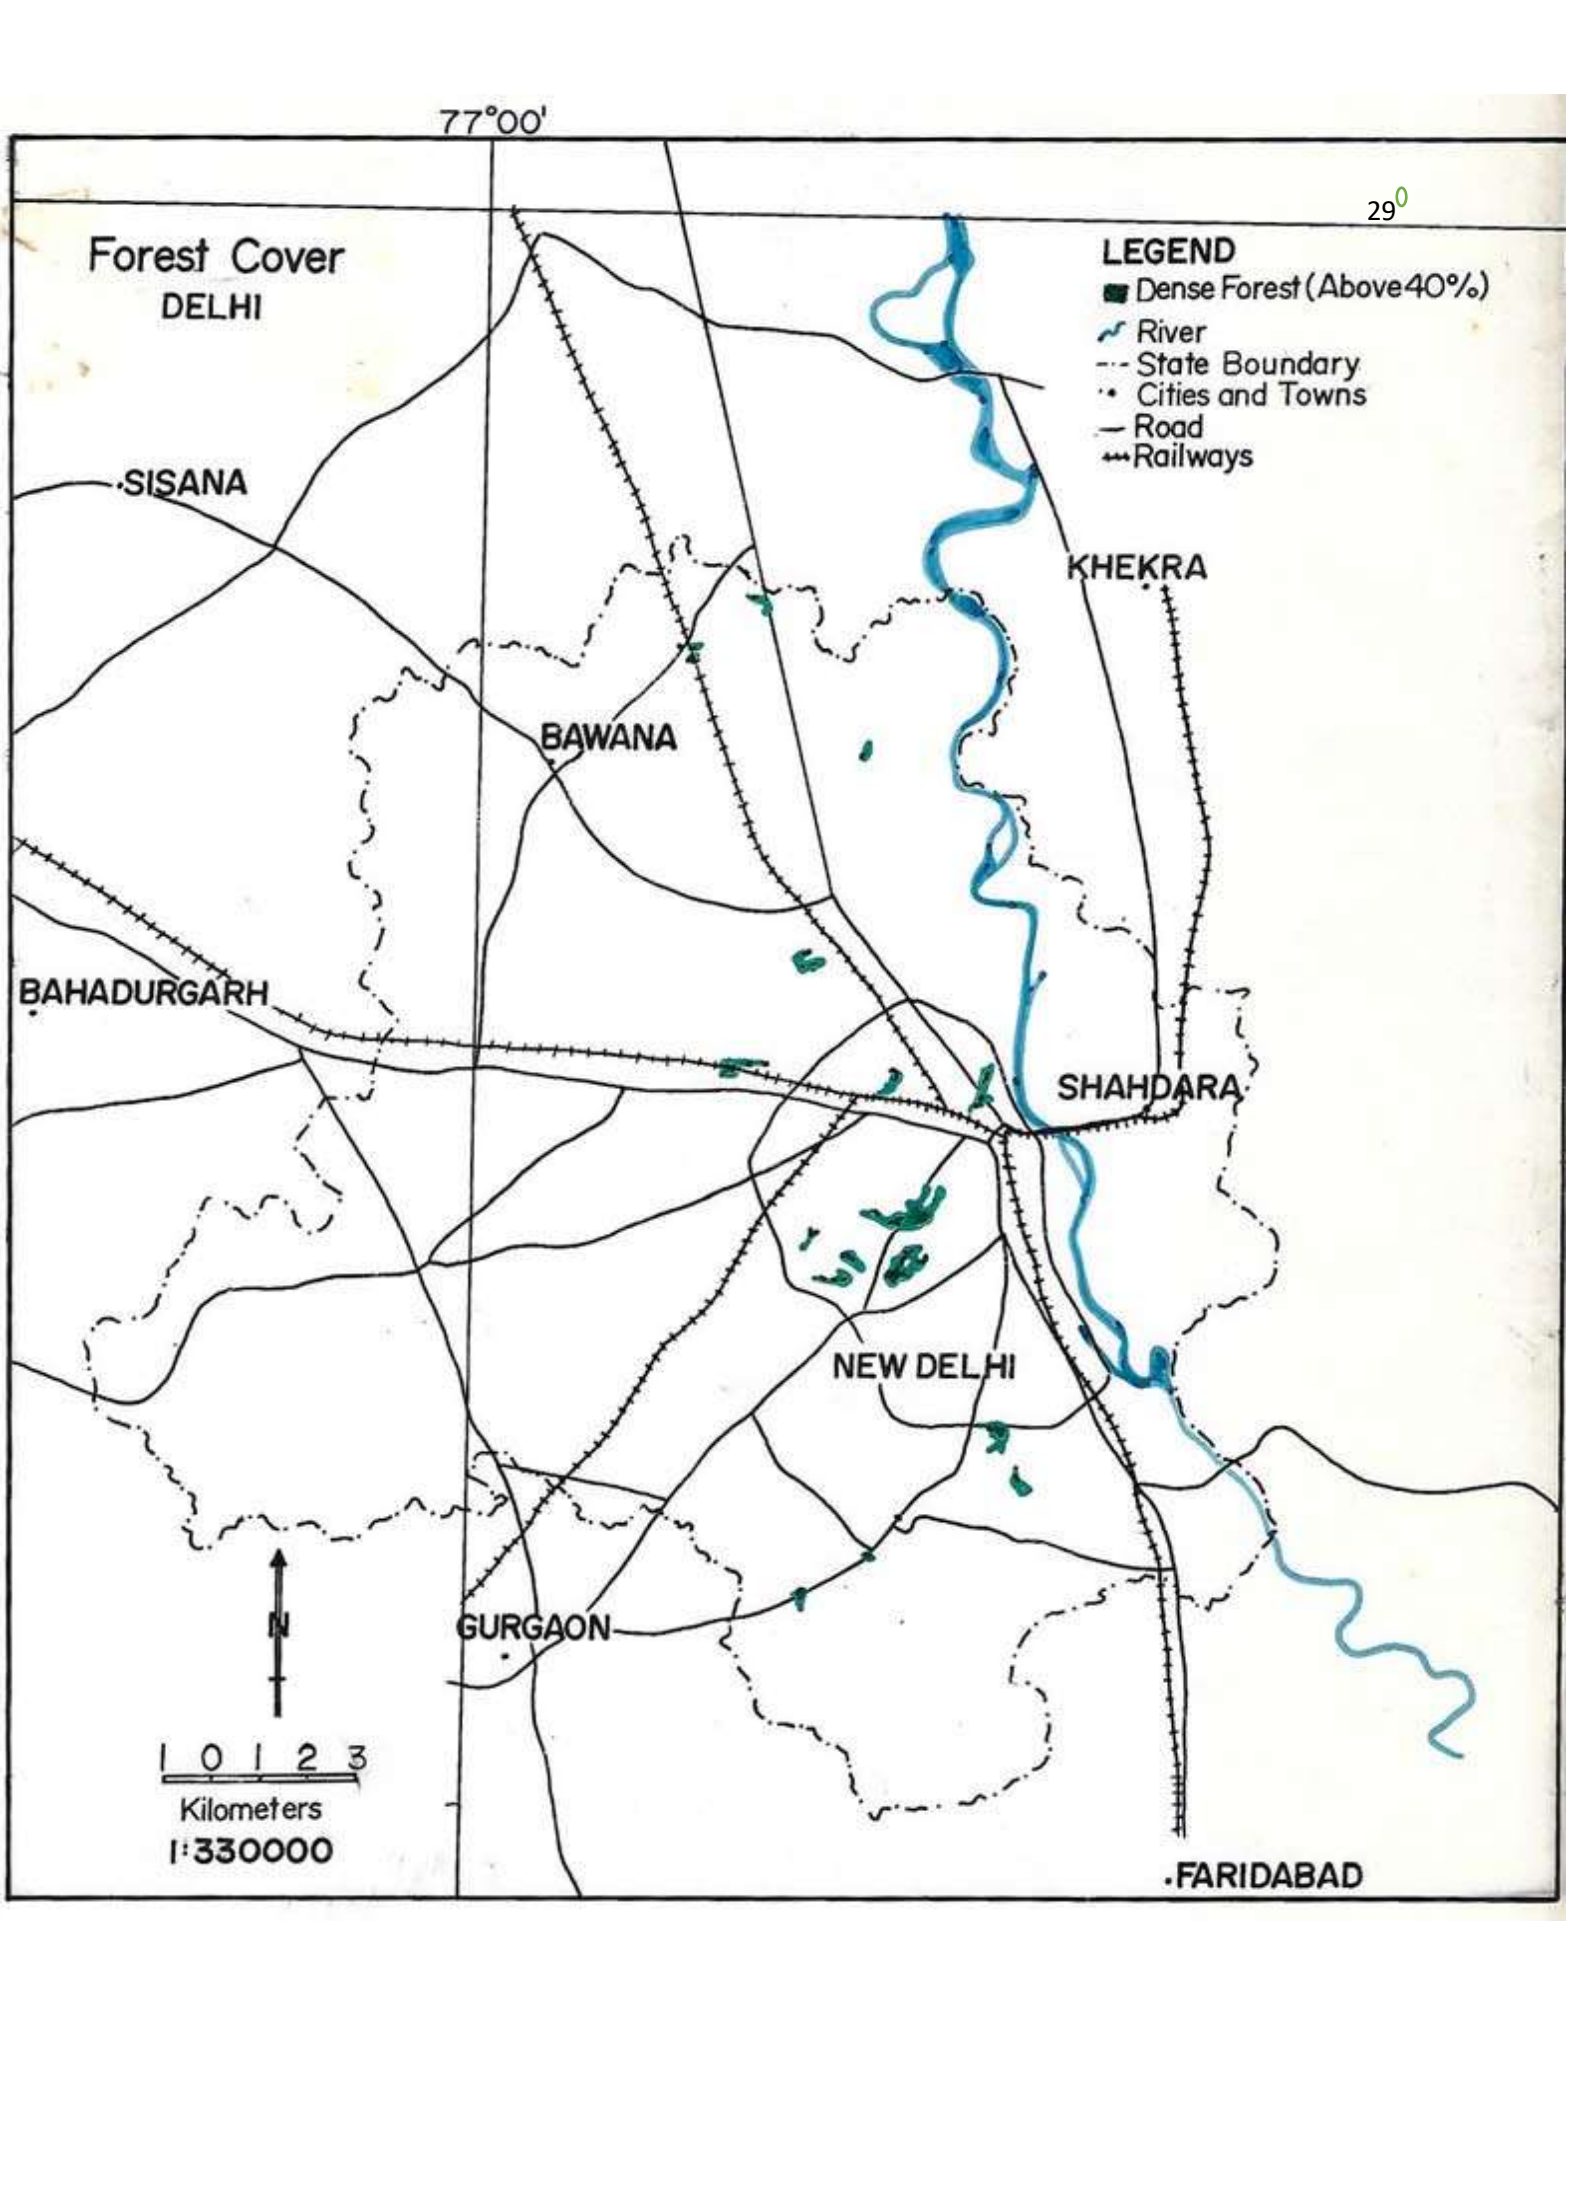 77°00'
29⁰
Forest Cover
DELHI
LEGEND
Dense Forest (Above 40%)
River
State Boundary
Cities and Towns
Road
Railways
SISANA
KHEKRA
BAWANA
BAHADURGARH
SHAHDARA
NEW DELHI
N
GURGAON
1 0 1 2 3
Kilometers
1:330000
FARIDABAD